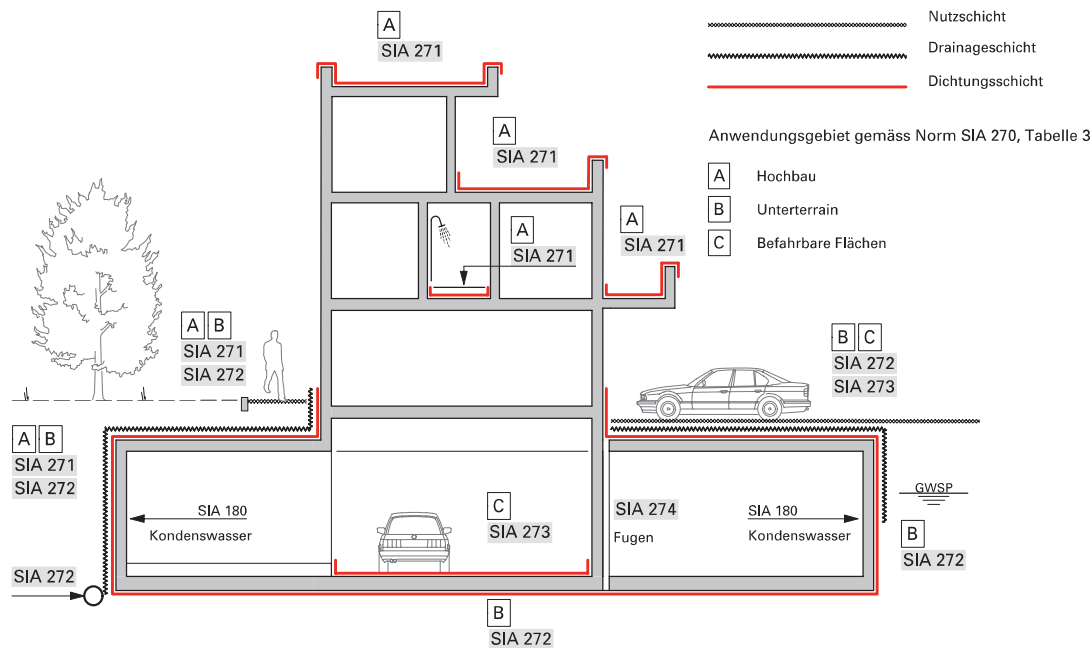 A
SIA 271
Nutzschicht
Drainageschicht
Dichtungsschicht
Anwendungsgebiet gemäss Norm SIA 270, Tabelle 3
A Hochbau
B Unterterrain
C Befahrbare Flächen
A
SIA 271
A
SIA 271
A
SIA 271
A B
SIA 271
SIA 272
B C
SIA 272
SIA 273
A B
SIA 271
SIA 272
SIA 180
Kondenswasser
C
SIA 273
SIA 274
Fugen
SIA 180
Kondenswasser
GWSP
B
SIA 272
SIA 272
B
SIA 272